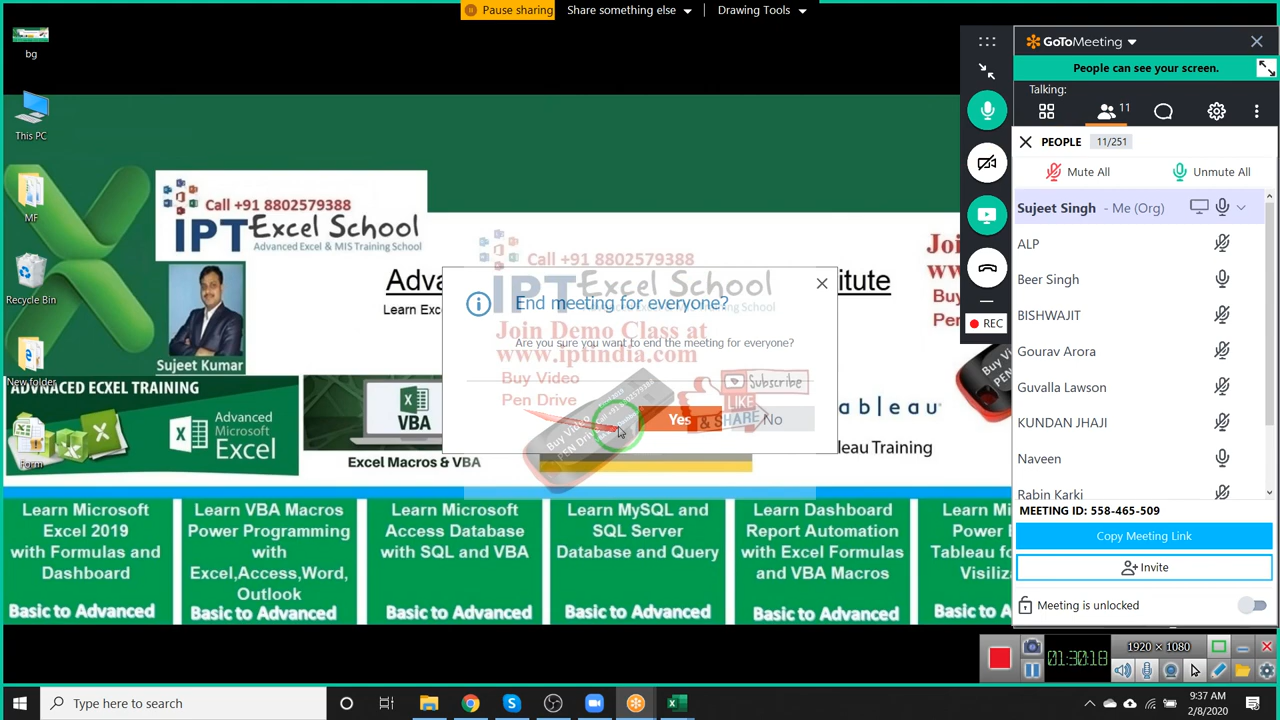 Pause sharing
Share something else
Drawing Tools
bg
This PC
MF
Recycle Bin
New folder
Form
Call +91 8802579388
IPTExcel School
Advanced Excel & MIS Training School
Sujeet Kumar
Learn Exc
itute
Call +91 8802579388
IPTExcel School
End meeting for everyone?
Join Demo Class at
Are you sure you want to end the meeting for everyone?
www.iptindia.com
Buy Video
Pen Drive
Subscribe
LIKE
& SHARE
Yes
No
Buy Video
PEN Drive
ADVNACED ECXEL TRAINING
Advanced
Microsoft
Excel
VBA
Excel Macros & VBA
ableau
leau Training
Learn Microsoft
Excel 2019
with Formulas and
Dashboard
Basic to Advanced
Learn VBA Macros
Power Programming
with
Excel,Access,Word,
Outlook
Basic to Advanced
Learn Microsoft
Access Database
with SQL and VBA
Basic to Advanced
Learn MySQL and
SQL Server
Database and Query
Basic to Advanced
Learn Dashboard
Report Automation
with Excel Formulas
and VBA Macros
Basic to Advanced
Learn Mi
Power
Tableau fo
Visiliz
Basic to A
REC
GoToMeeting
People can see your screen.
Talking:
11
PEOPLE 11/251
Mute All
Unmute All
Sujeet Singh - Me (Org)
ALP
Beer Singh
BISHWAJIT
Gourav Arora
Guvalla Lawson
KUNDAN JHAJI
Naveen
Rabin Karki
MEETING ID: 558-465-509
Copy Meeting Link
Invite
Meeting is unlocked
1920 × 1080
01:30:18
Type here to search
9:37 AM
2/8/2020